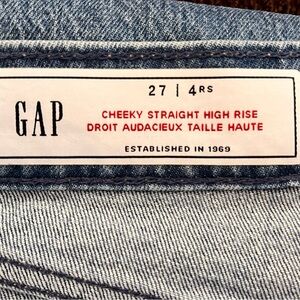 GAP
27 | 4RS
CHEEKY STRAIGHT HIGH RISE
DROIT AUDACIEUX TAILLE HAUTE
ESTABLISHED IN 1969